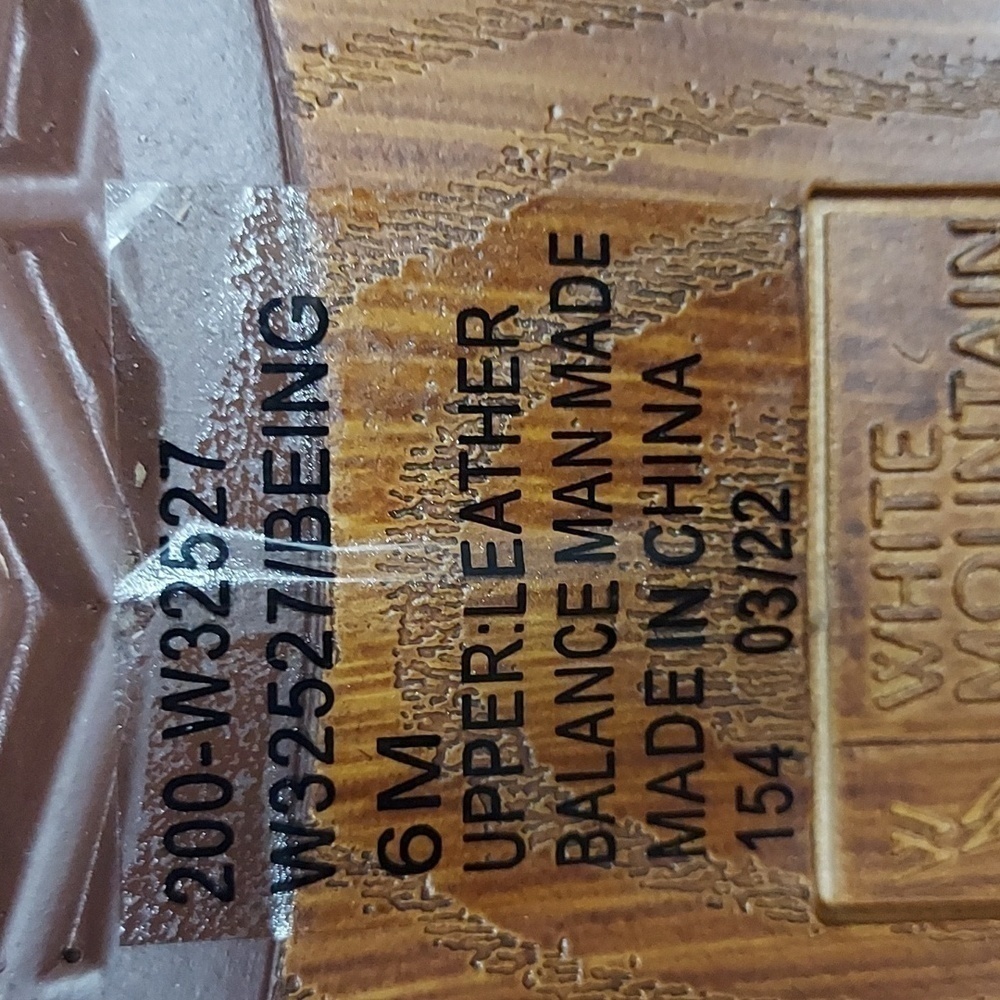 200-W32527
W32527/BEING
6M
UPPER:LEATHER
BALANCE MAN MADE
MADE IN CHINA
154 03/22
WHITE
MOUNTAIN